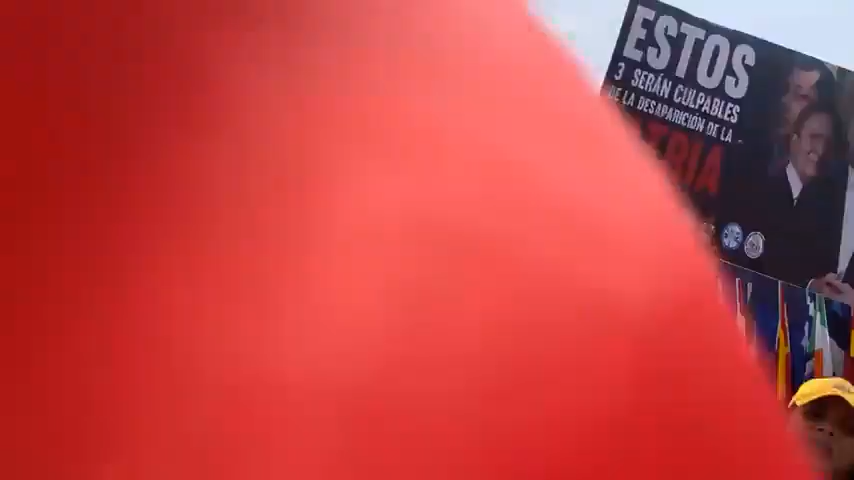 ESTOS
3 SERÁN CULPABLES
DE LA DESAPARICIÓN DE LA